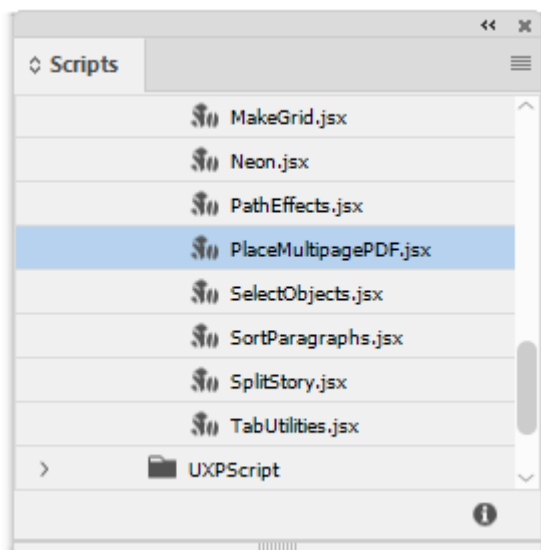 Scripts
MakeGrid.jsx
Neon.jsx
PathEffects.jsx
PlaceMultipagePDF.jsx
SelectObjects.jsx
SortParagraphs.jsx
SplitStory.jsx
TabUtilities.jsx
UXPScript